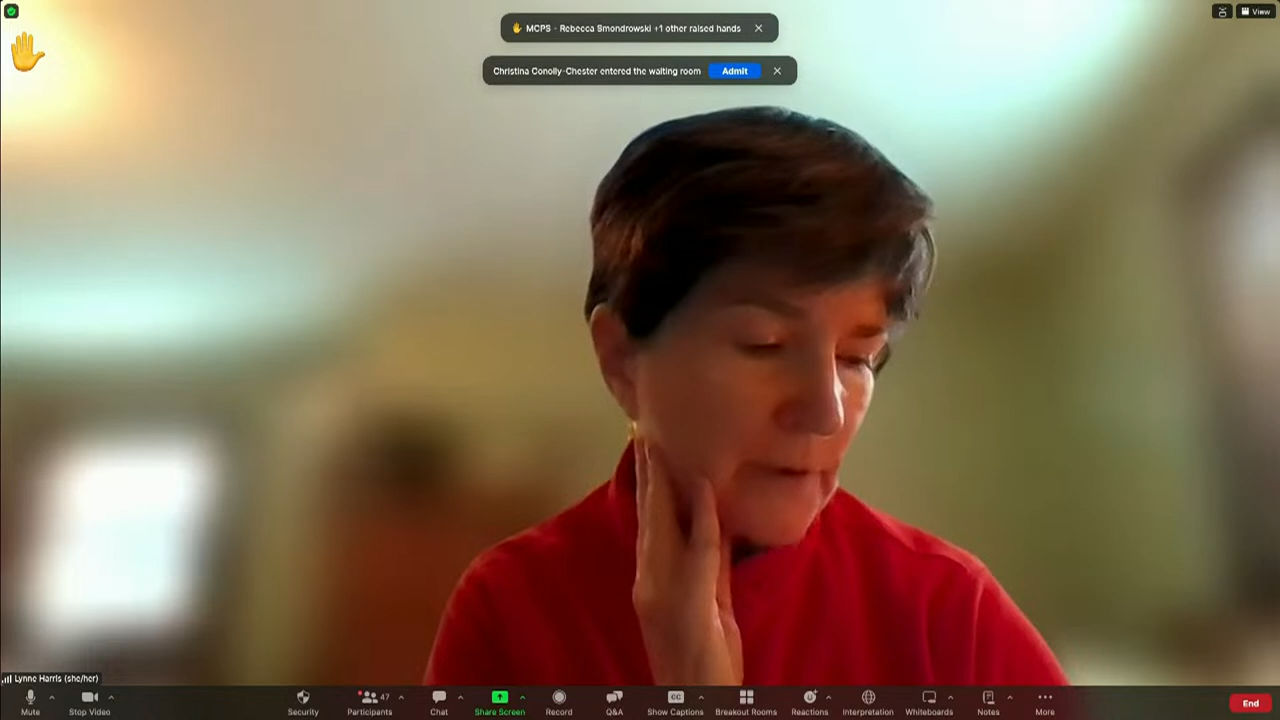 MCPS - Rebecca Smondrowski +1 other raised hands
View
Christina Conolly-Chester entered the waiting room
Admit
Lynne Harris (she/her)
Mute
Stop Video
Security
47
Participants
Chat
Share Screen
Record
Q&A
CC
Show Captions
Breakout Rooms
Reactions
Interpretation
Whiteboards
Notes
More
End